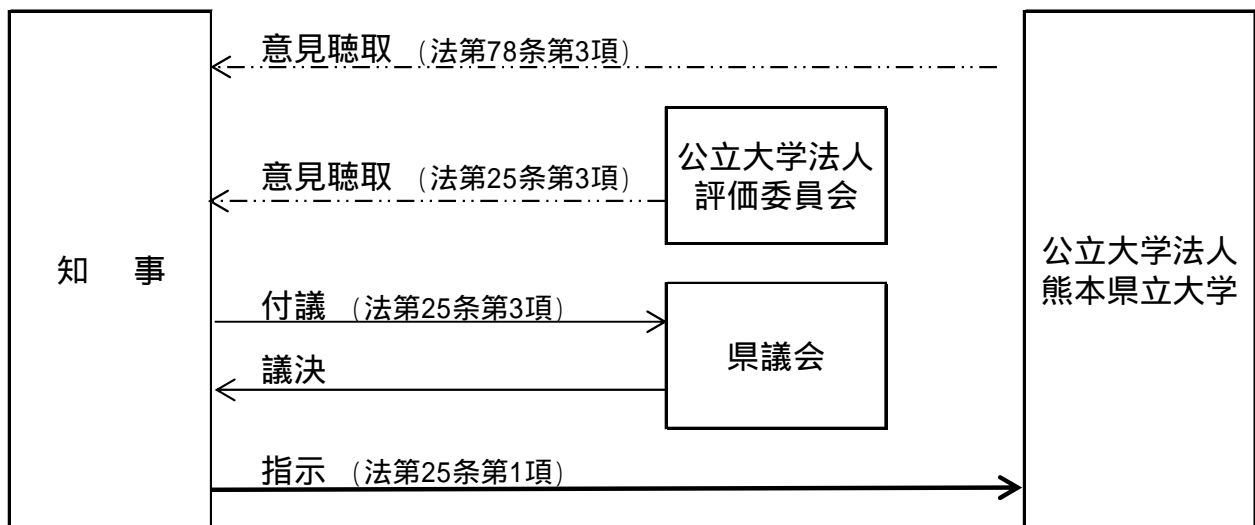 意見聴取 (法第78条第3項)
意見聴取 (法第25条第3項)
公立大学法人
評価委員会
知 事
公立大学法人
熊本県立大学
付議 (法第25条第3項)
県議会
議決
指示 (法第25条第1項)